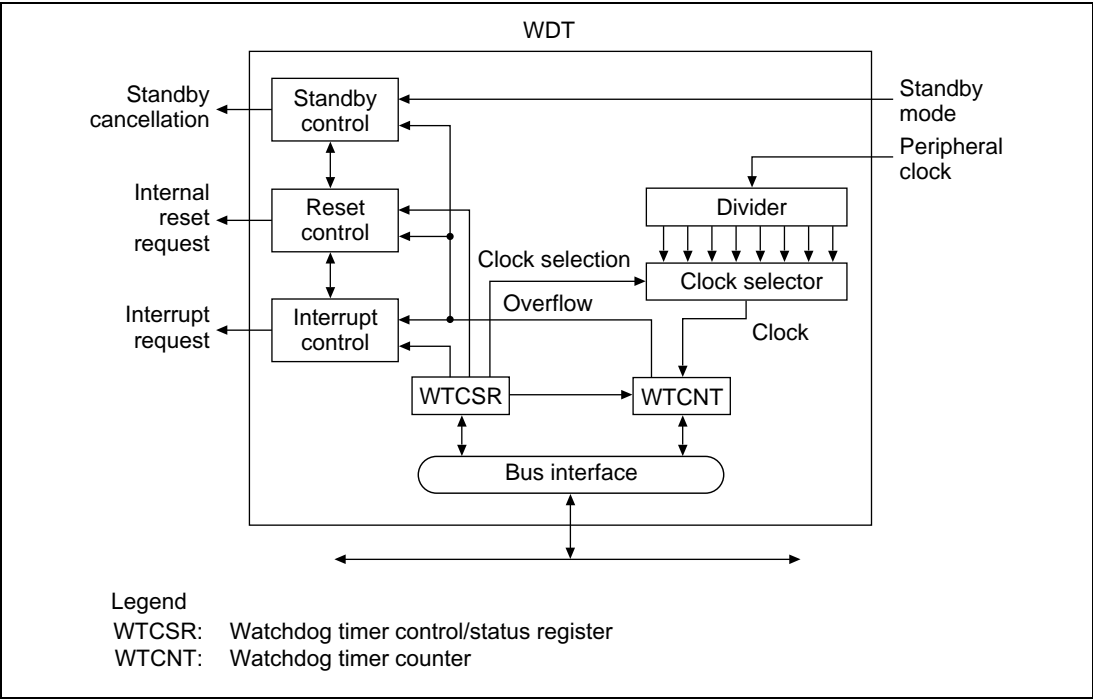 WDT
Standby
cancellation
Standby
control
Standby
mode
Peripheral
clock
Internal
reset
request
Reset
control
Divider
Clock selection
Clock selector
Interrupt
request
Interrupt
control
Overflow
Clock
WTCSR
WTCNT
Bus interface
Legend
WTCSR: Watchdog timer control/status register
WTCNT: Watchdog timer counter